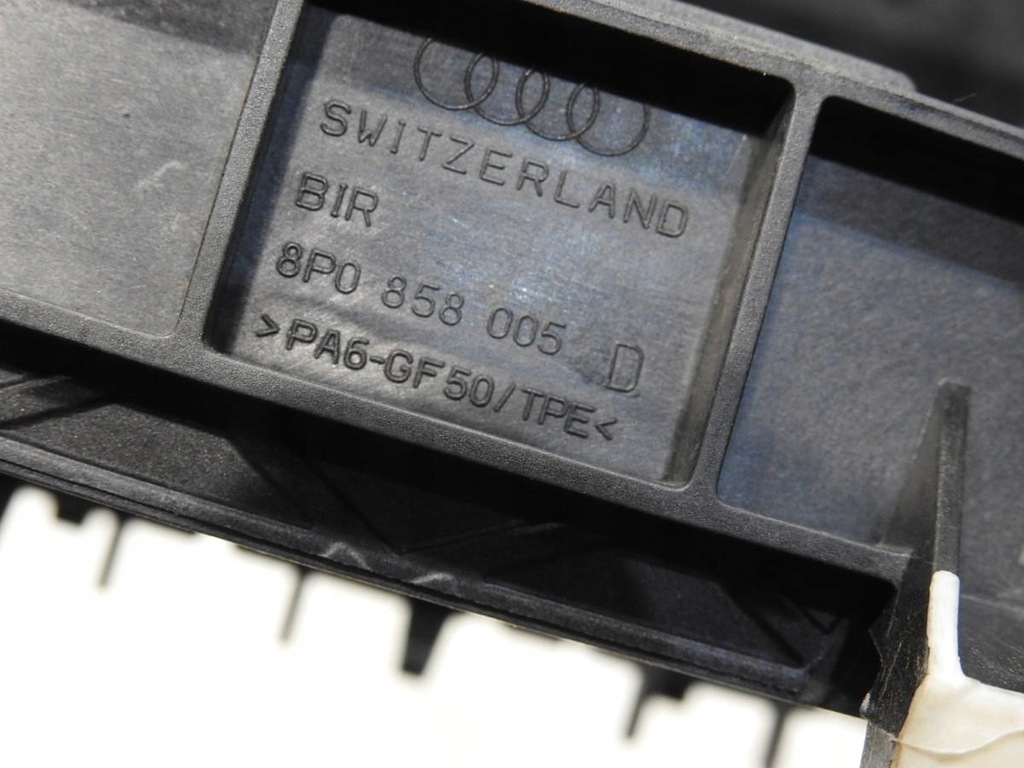 SWITZERLAND
BIR
8P0 858 005 D
>PA6-GF50/TPE<